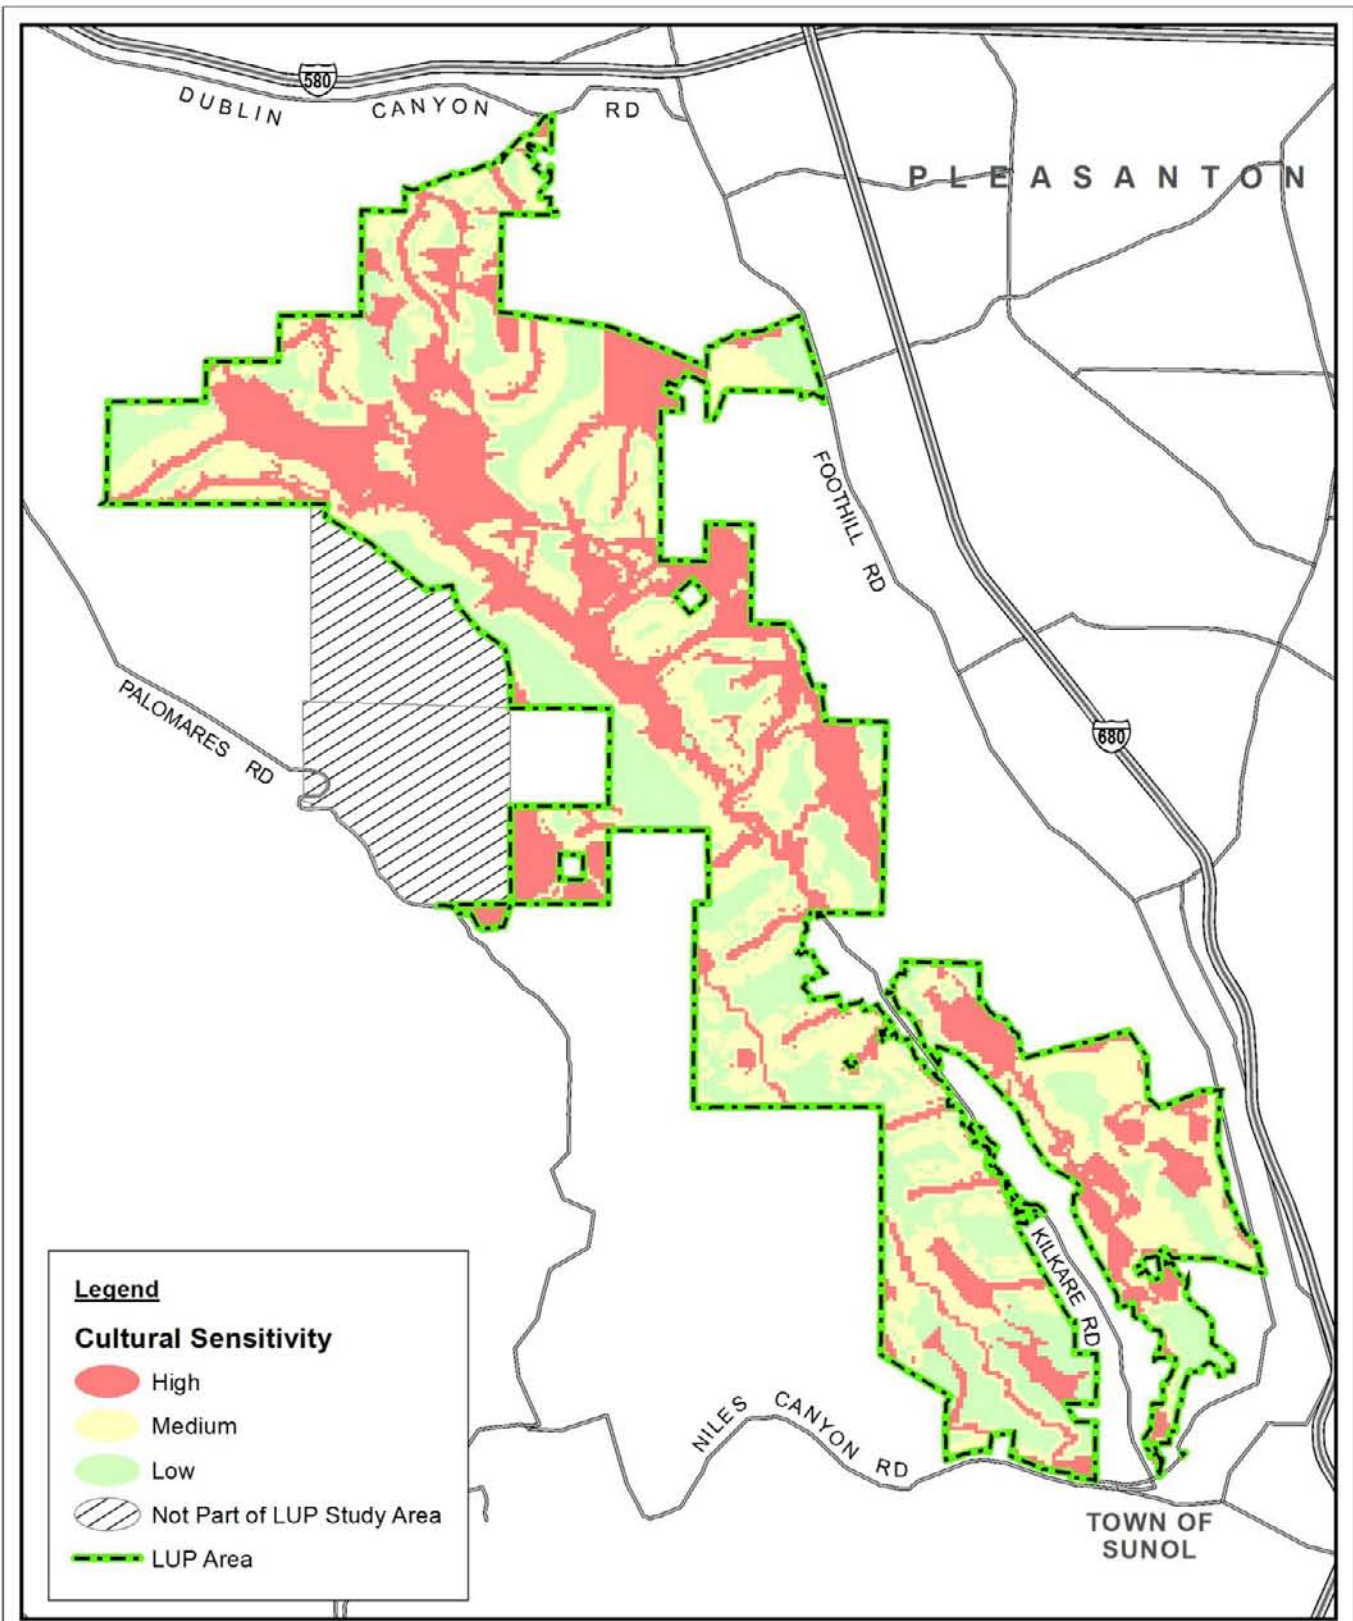 580
DUBLIN CANYON RD
PLEASANTON
FOOTHILL RD
PALOMARES RD
680
KILKARE RD
NILES CANYON RD
TOWN OF
SUNOL
Legend
Cultural Sensitivity
High
Medium
Low
Not Part of LUP Study Area
LUP Area